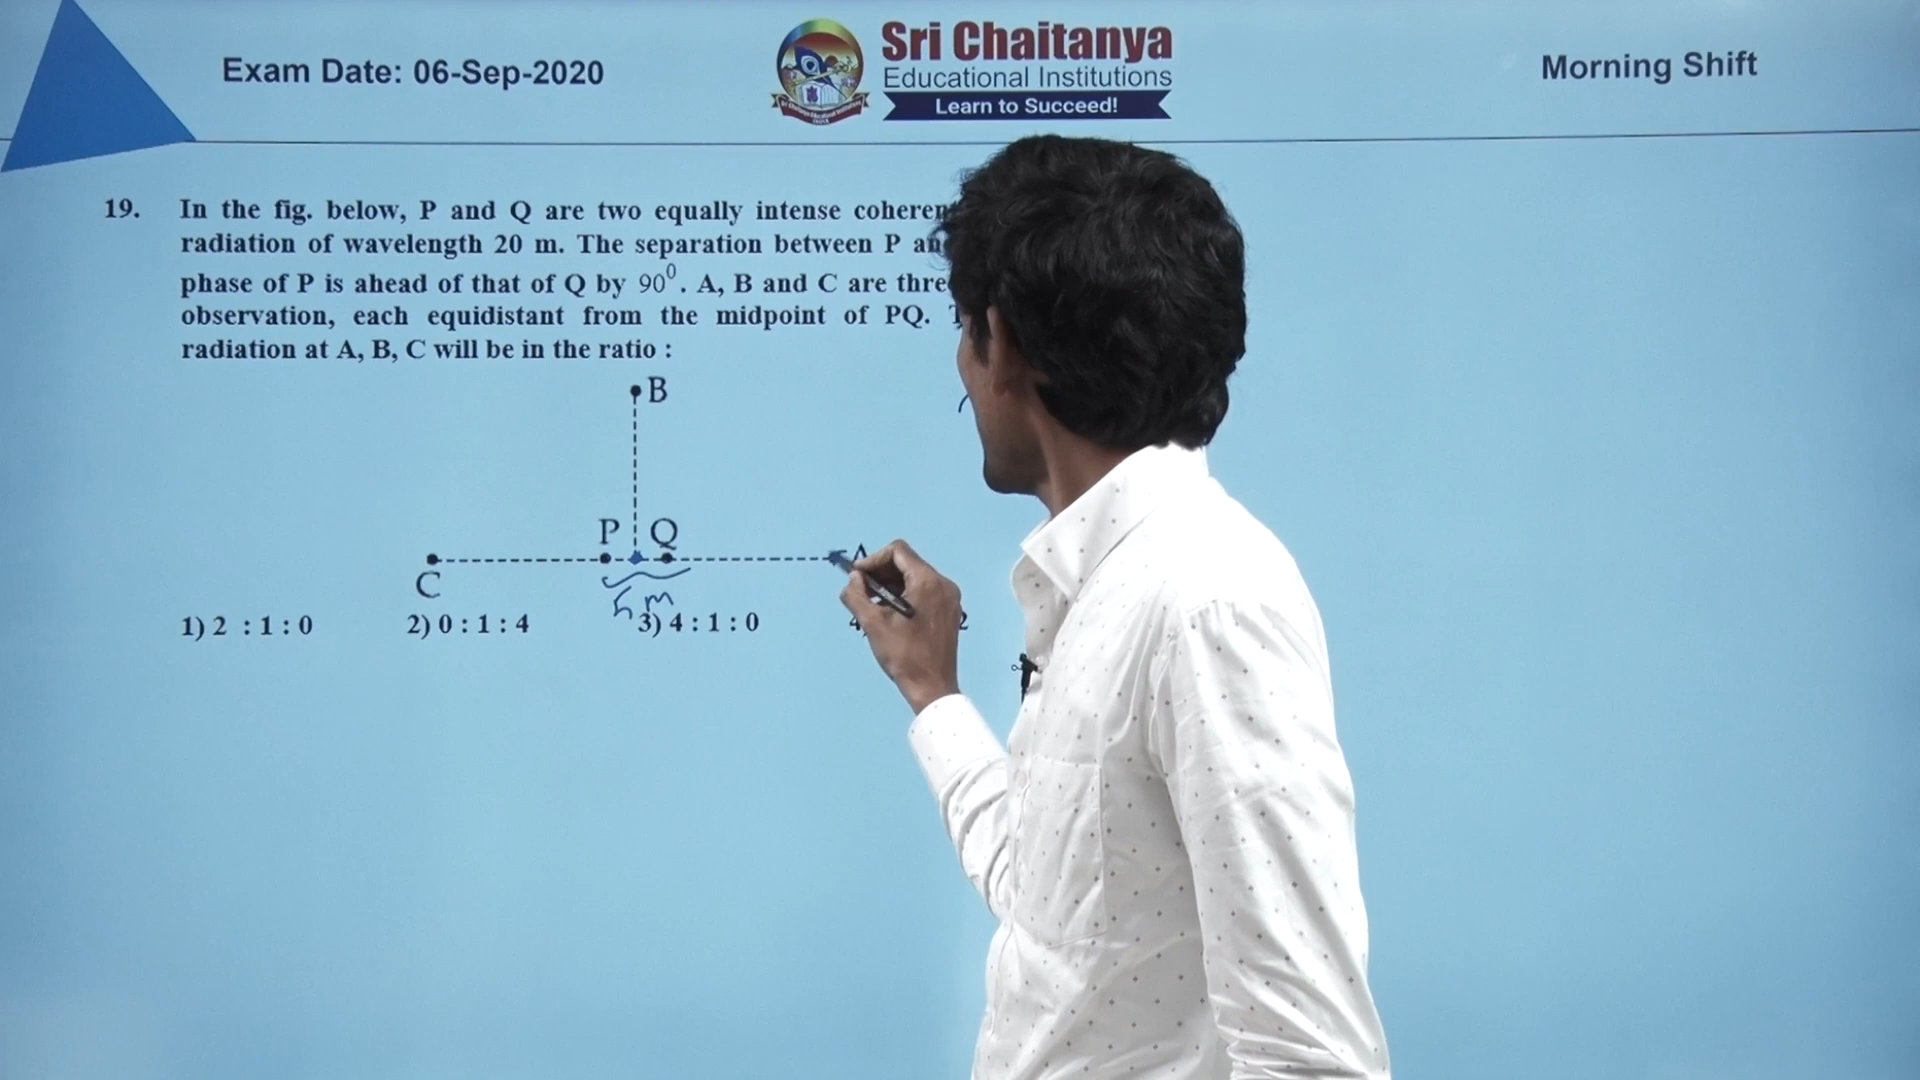 Exam Date: 06-Sep-2020
Sri Chaitanya
Educational Institutions
Learn to Succeed!
Morning Shift
19. In the fig. below, P and Q are two equally intense
radiation of wavelength 20 m. The separation between P
phase of P is ahead of that of Q by 90⁰. A, B and C are
observation, each equidistant from the midpoint of PQ.
radiation at A, B, C will be in the ratio :
B
P Q
C
5 m
1) 2 : 1 : 0 2) 0 : 1 : 4 3) 4 : 1 : 0